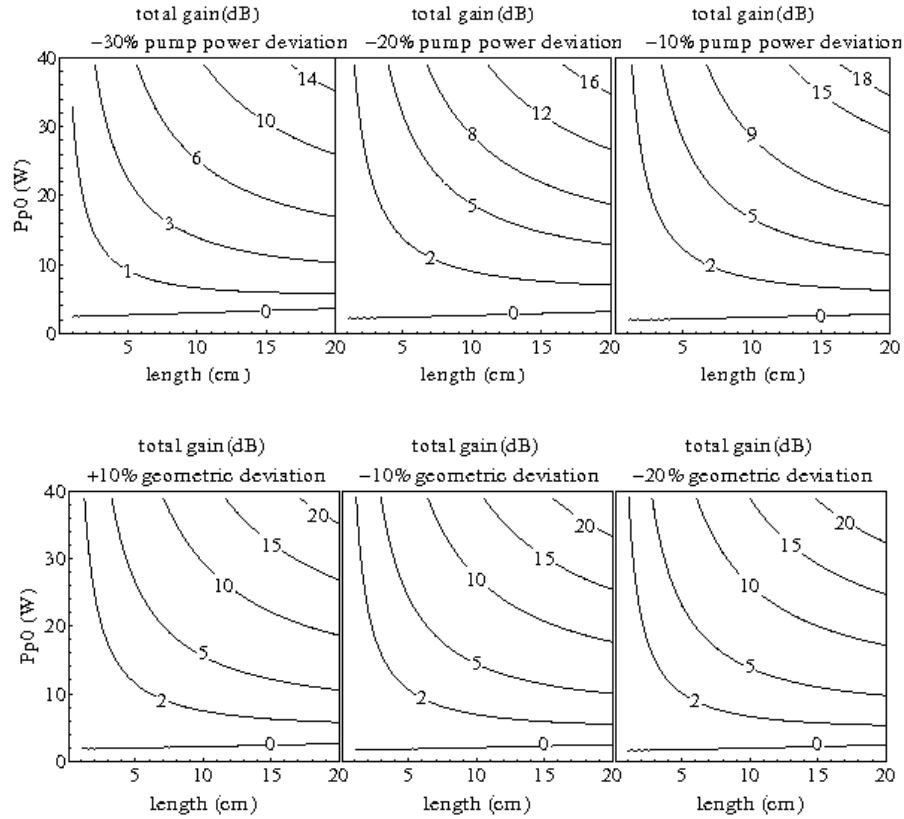 total gain(dB) total gain(dB) total gain(dB)
−30% pump power deviation −20% pump power deviation −10% pump power deviation
40 14 16 18
15
12
30 10
8 9
6
Pp0 (W)
20
3 5 5
10 1 2 2
0 0 0 0
5 10 15 20 5 10 15 20 5 10 15 20
length (cm) length (cm) length (cm)
total gain(dB) total gain(dB) total gain(dB)
+10% geometric deviation −10% geometric deviation −20% geometric deviation
40
20 20 20
15 15 15
30
10 10 10
Pp0 (W)
20
5 5 5
10 2 2 2
0 0 0 0
5 10 15 20 5 10 15 20 5 10 15 20
length (cm) length (cm) length (cm)